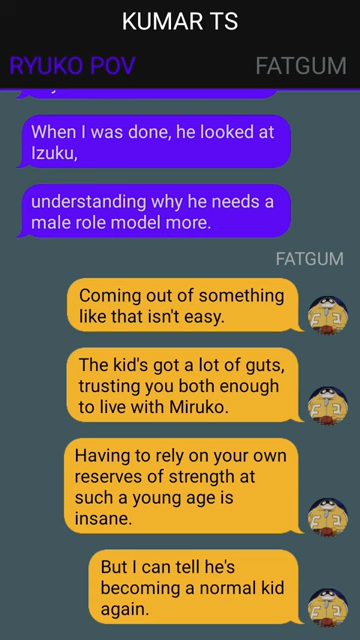 KUMAR TS
RYUKO POV
FATGUM
When I was done, he looked at
Izuku,
understanding why he needs a
male role model more.
FATGUM
Coming out of something
like that isn't easy.
The kid's got a lot of guts,
trusting you both enough
to live with Miruko.
Having to rely on your own
reserves of strength at
such a young age is
insane.
But I can tell he's
becoming a normal kid
again.